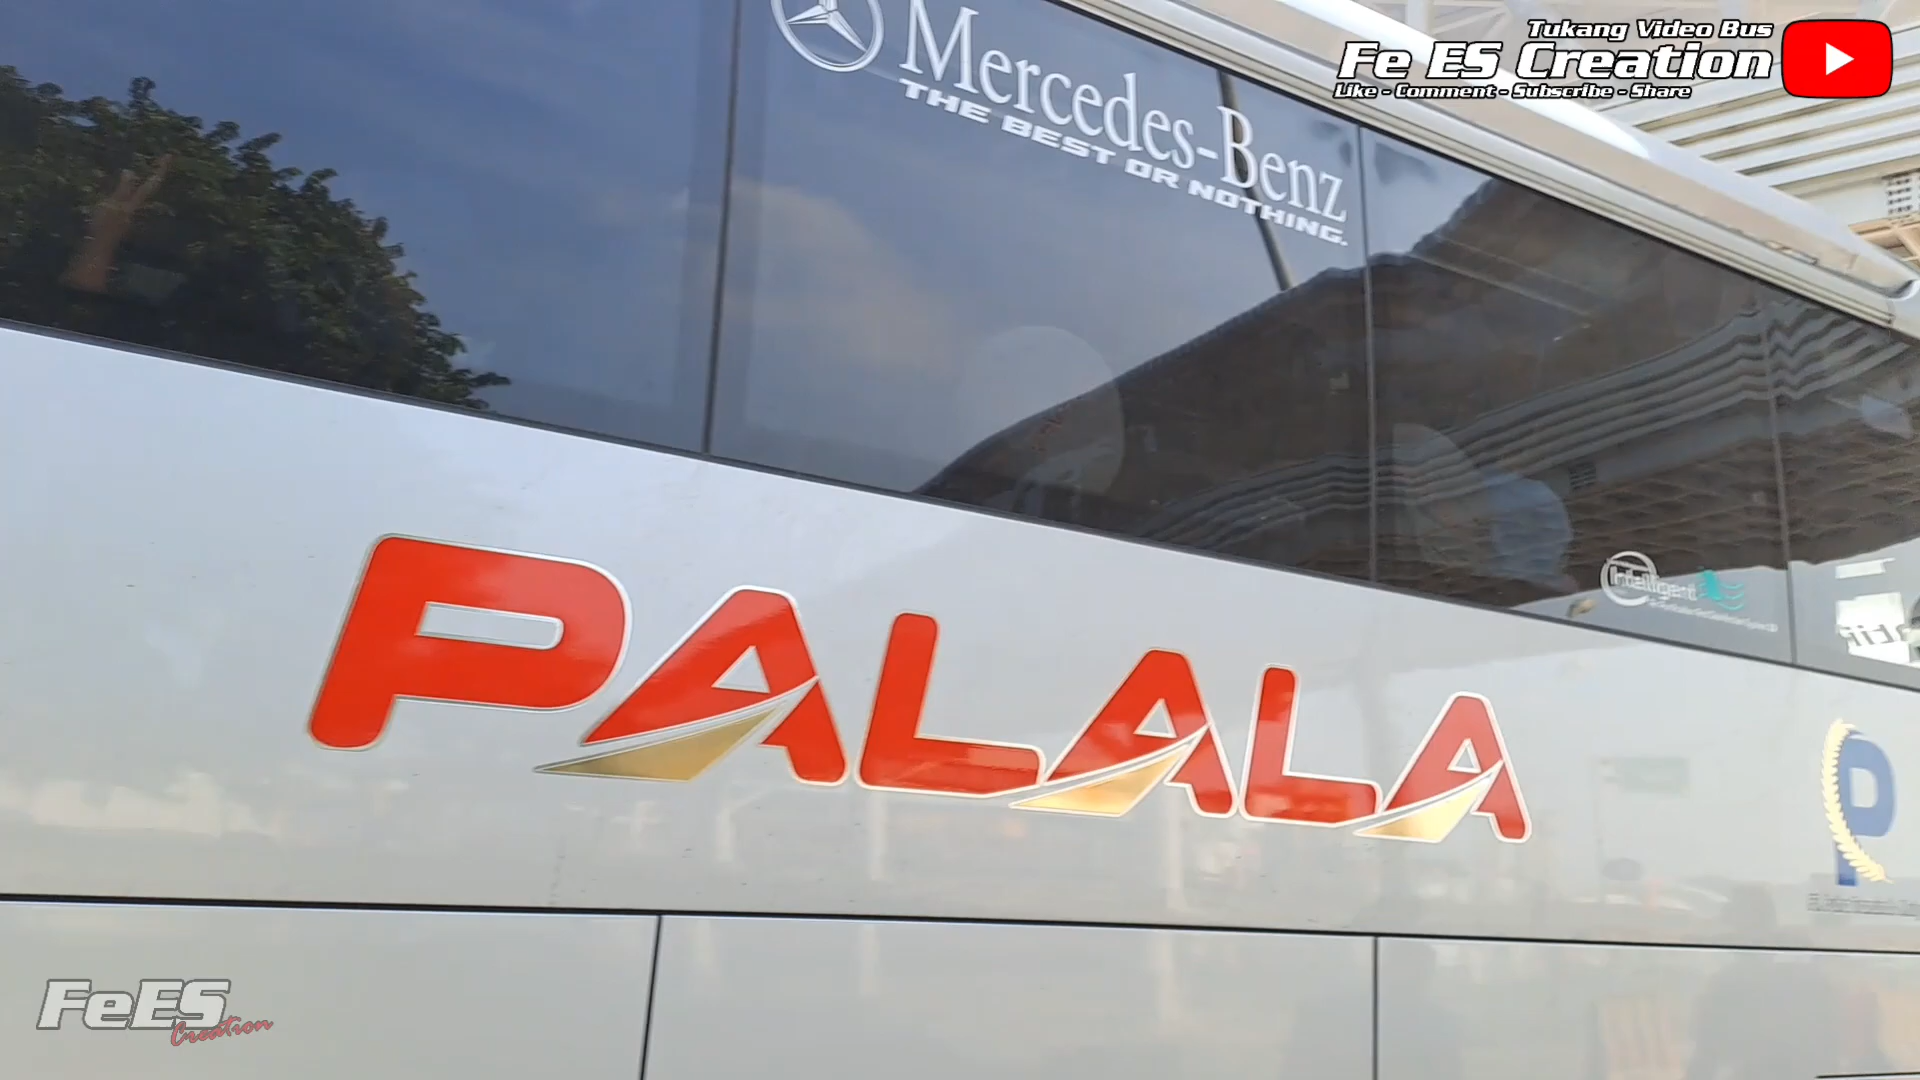 Tukang Video Bus
Fe ES Creation
Like - Comment - Subscribe - Share
Mercedes-Benz
THE BEST OR NOTHING.
Intelligent
PALALA
P
FeES
Creation